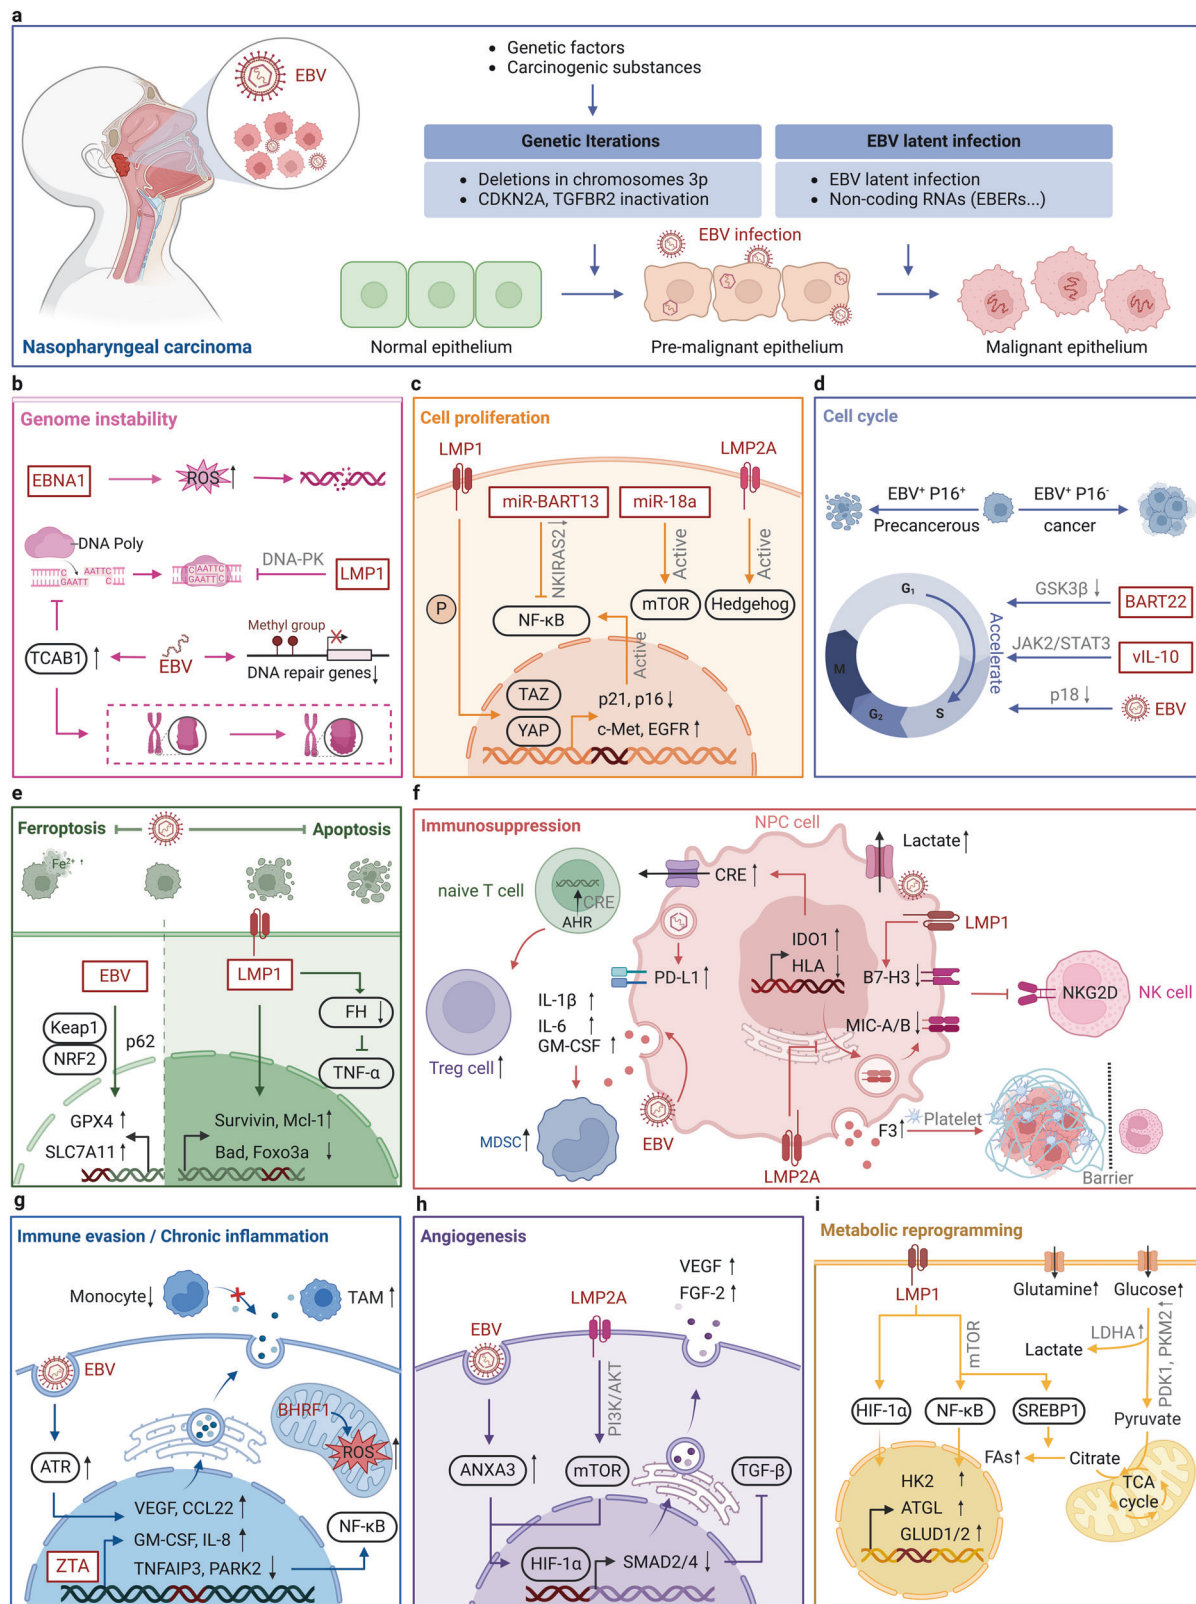 a
EBV
• Genetic factors
• Carcinogenic substances
Genetic Iterations
• Deletions in chromosomes 3p
• CDKN2A, TGFBR2 inactivation
EBV latent infection
• EBV latent infection
• Non-coding RNAs (EBERs...)
EBV infection
Nasopharyngeal carcinoma
Normal epithelium
Pre-malignant epithelium
Malignant epithelium
b
Genome instability
EBNA1
ROS
DNA Poly
C
GAATT
AATTC
C
C AATTC
GAATT C
DNA-PK
LMP1
TCAB1
EBV
Methyl group
DNA repair genes
c
Cell proliferation
LMP1
LMP2A
miR-BART13
miR-18a
NKIRAS2
Active
Active
P
NF-κB
mTOR
Hedgehog
Active
TAZ
YAP
p21, p16
c-Met, EGFR
d
Cell cycle
EBV⁺ P16⁺
Precancerous
EBV⁺ P16⁻
cancer
G₁
S
G₂
M
Accelerate
GSK3β
BART22
JAK2/STAT3
vIL-10
p18
EBV
e
Ferroptosis
Apoptosis
Fe²⁺
EBV
LMP1
Keap1
NRF2
p62
FH
TNF-α
GPX4
SLC7A11
Survivin, Mcl-1
Bad, Foxo3a
f
Immunosuppression
NPC cell
Lactate
naive T cell
CRE
AHR
CRE
LMP1
IDO1
HLA
PD-L1
B7-H3
MIC-A/B
NKG2D
NK cell
Treg cell
IL-1β
IL-6
GM-CSF
MDSC
EBV
LMP2A
F3
Platelet
Barrier
g
Immune evasion / Chronic inflammation
Monocyte
TAM
EBV
BHRF1
ROS
ATR
VEGF, CCL22
GM-CSF, IL-8
TNFAIP3, PARK2
NF-κB
ZTA
h
Angiogenesis
VEGF
FGF-2
LMP2A
EBV
PI3K/AKT
ANXA3
mTOR
TGF-β
HIF-1α
SMAD2/4
i
Metabolic reprogramming
LMP1
Glutamine
Glucose
mTOR
LDHA
Lactate
PDK1, PKM2
HIF-1α
NF-κB
SREBP1
Pyruvate
FAs
Citrate
TCA
cycle
HK2
ATGL
GLUD1/2